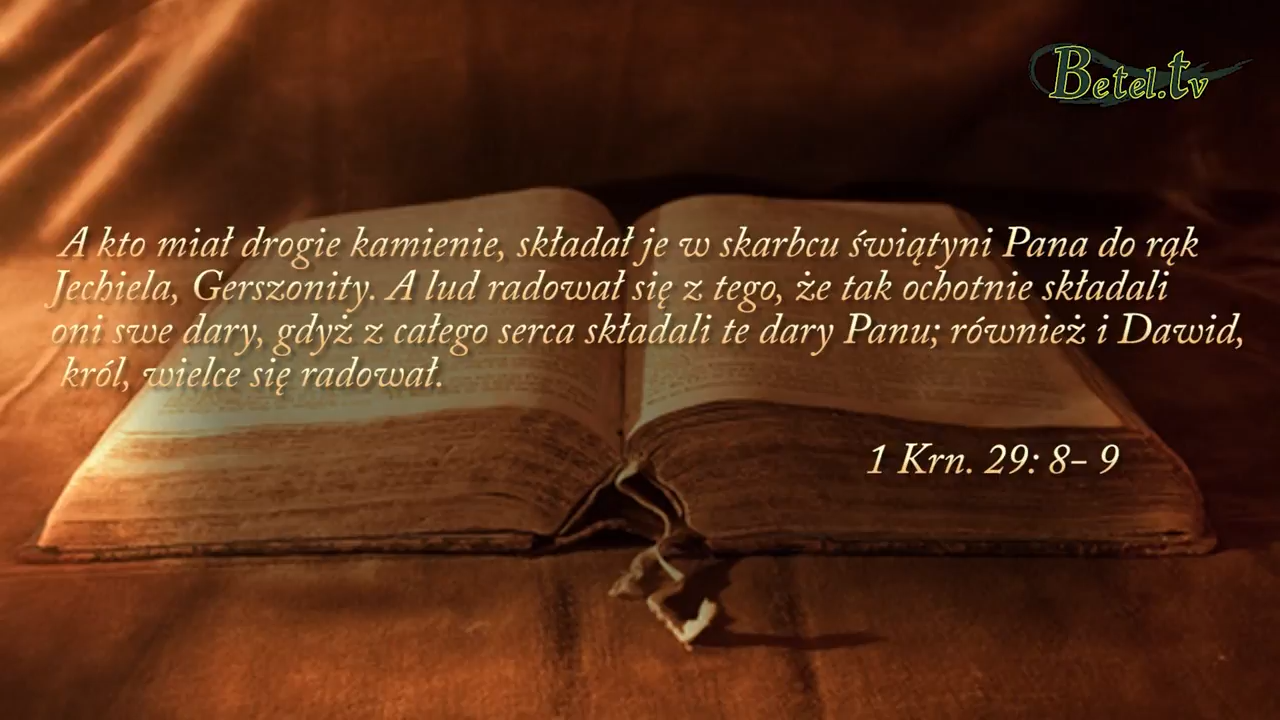 Betel.tv
A kto miał drogie kamienie, składał je w skarbcu świątyni Pana do rąk
Jechiela, Gerszonity. A lud radował się z tego, że tak ochotnie składali
oni swe dary, gdyż z całego serca składali te dary Panu; również i Dawid,
król, wielce się radował.
1 Krn. 29: 8– 9